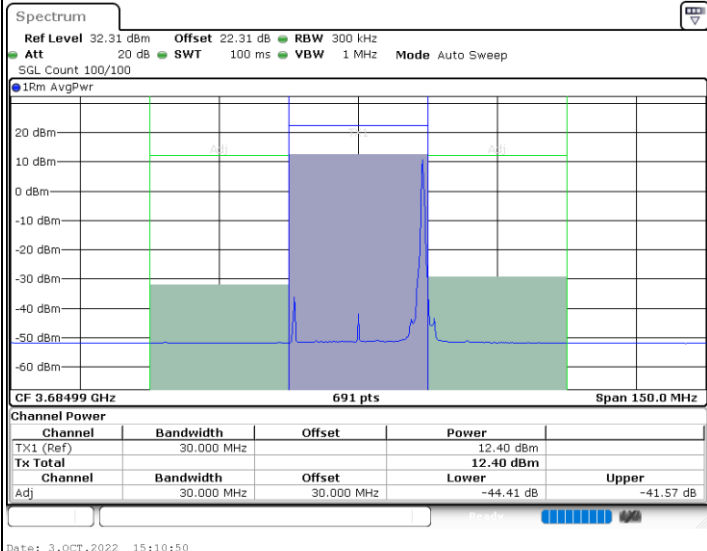 Spectrum
Ref Level 32.31 dBm Offset 22.31 dB RBW 300 kHz
Att 20 dB SWT 100 ms VBW 1 MHz Mode Auto Sweep
SGL Count 100/100
1Rm AvgPwr
20 dBm
Adj Adj
10 dBm
0 dBm
-10 dBm
-20 dBm
-30 dBm
-40 dBm
-50 dBm
-60 dBm
CF 3.68499 GHz 691 pts Span 150.0 MHz
Channel Power
Channel Bandwidth Offset Power
TX1 (Ref) 30.000 MHz 12.40 dBm
Tx Total 12.40 dBm
Channel Bandwidth Offset Lower Upper
Adj 30.000 MHz 30.000 MHz -44.41 dB -41.57 dB
Ready
Date: 3.OCT.2022 15:10:50